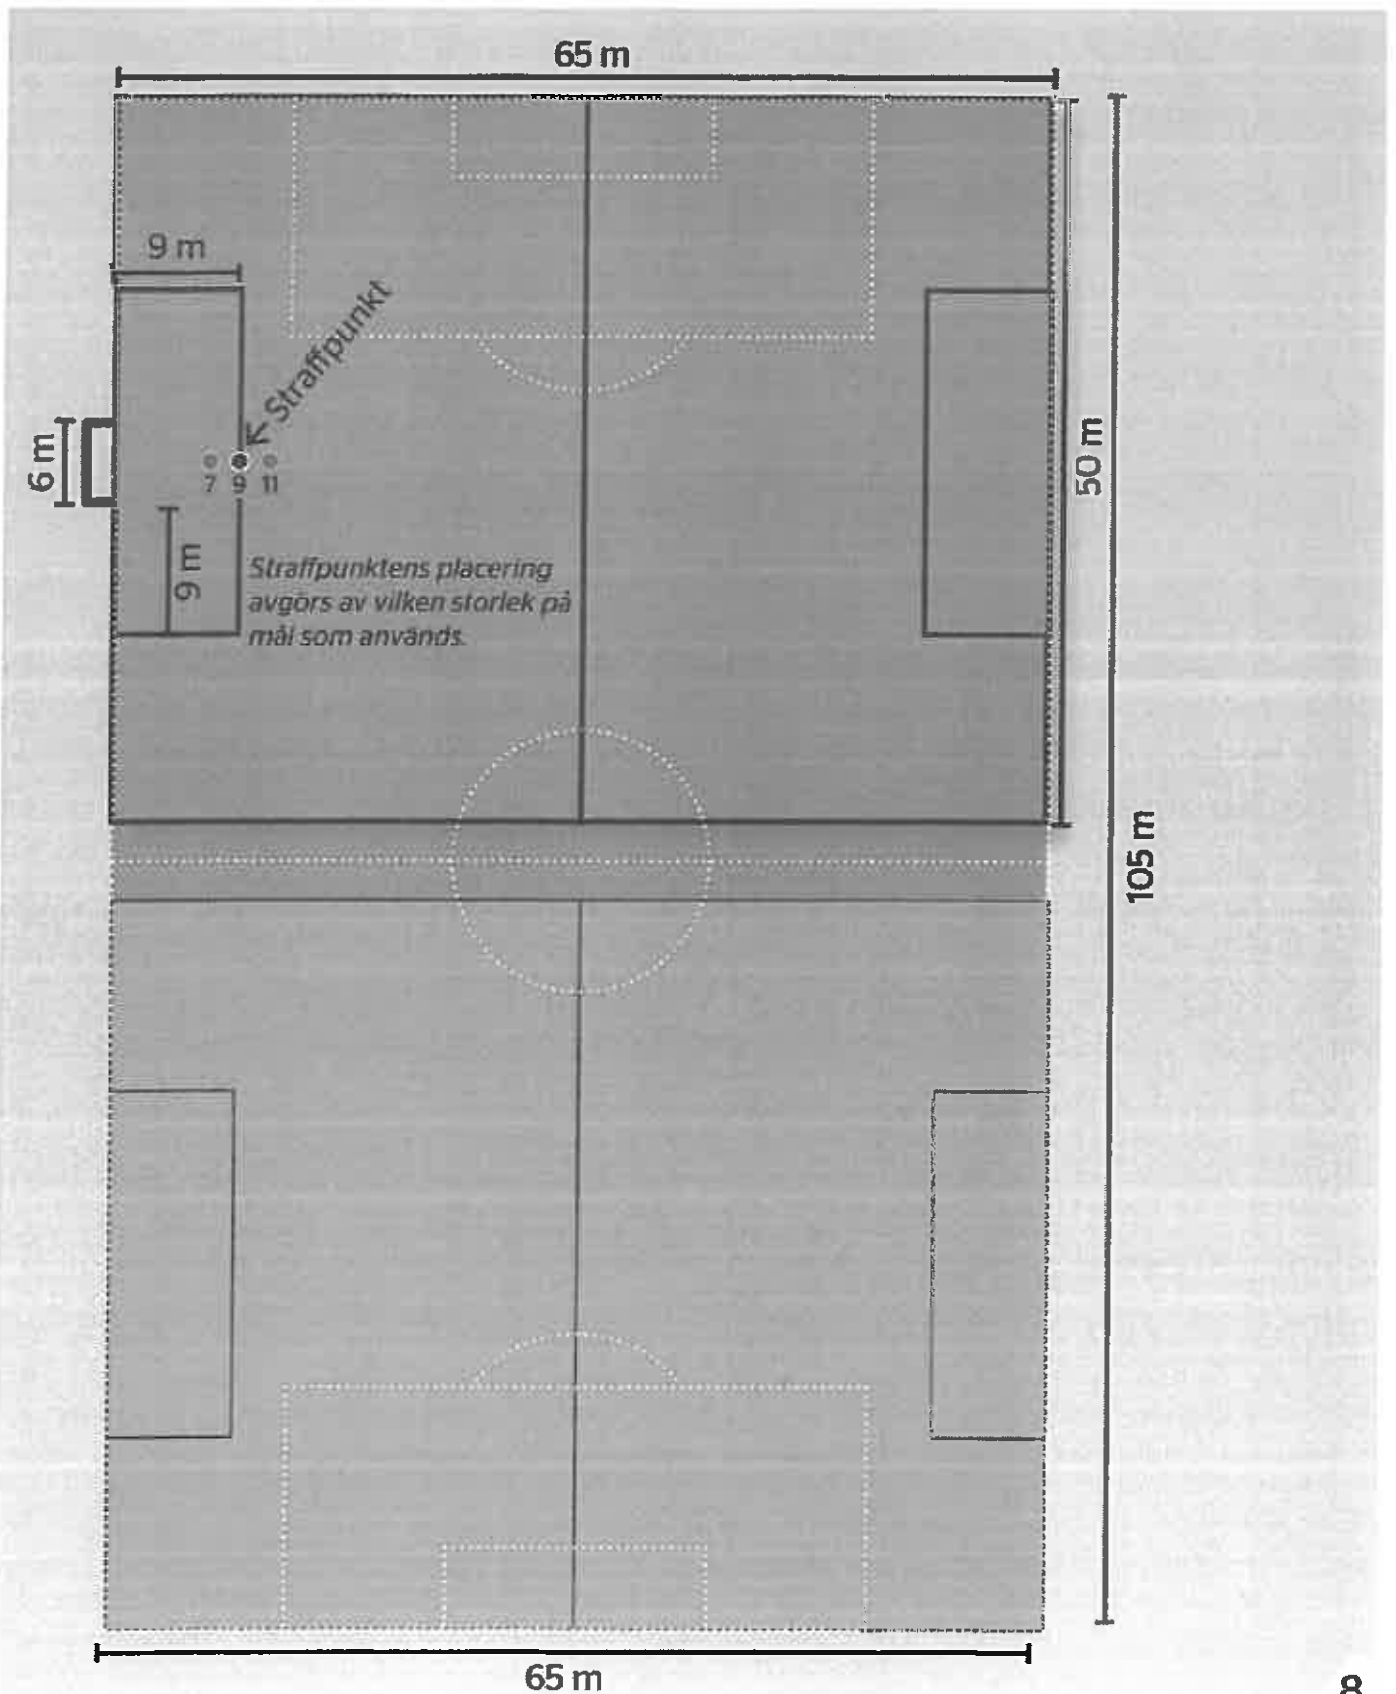 65 m
9 m
Straffpunkt
6 m
7 9 11
50 m
9 m
Straffpunktens placering
avgörs av vilken storlek på
mål som används.
105 m
65 m
8